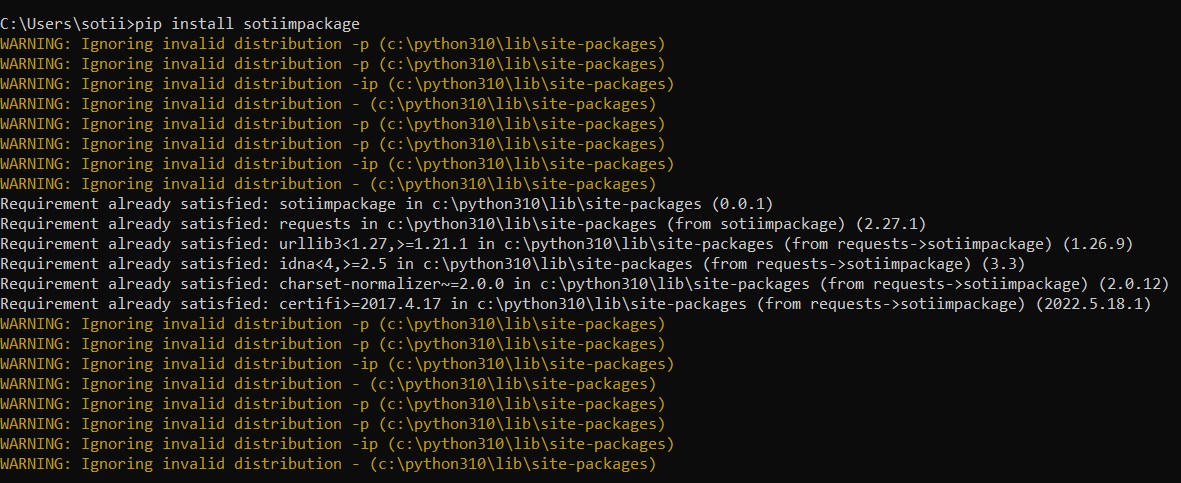 C:\Users\sotii>pip install sotiimpackage
WARNING: Ignoring invalid distribution -p (c:\python310\lib\site-packages)
WARNING: Ignoring invalid distribution -p (c:\python310\lib\site-packages)
WARNING: Ignoring invalid distribution -ip (c:\python310\lib\site-packages)
WARNING: Ignoring invalid distribution - (c:\python310\lib\site-packages)
WARNING: Ignoring invalid distribution -p (c:\python310\lib\site-packages)
WARNING: Ignoring invalid distribution -p (c:\python310\lib\site-packages)
WARNING: Ignoring invalid distribution -ip (c:\python310\lib\site-packages)
WARNING: Ignoring invalid distribution - (c:\python310\lib\site-packages)
Requirement already satisfied: sotiimpackage in c:\python310\lib\site-packages (0.0.1)
Requirement already satisfied: requests in c:\python310\lib\site-packages (from sotiimpackage) (2.27.1)
Requirement already satisfied: urllib3<1.27,>=1.21.1 in c:\python310\lib\site-packages (from requests->sotiimpackage) (1.26.9)
Requirement already satisfied: idna<4,>=2.5 in c:\python310\lib\site-packages (from requests->sotiimpackage) (3.3)
Requirement already satisfied: charset-normalizer~=2.0.0 in c:\python310\lib\site-packages (from requests->sotiimpackage) (2.0.12)
Requirement already satisfied: certifi>=2017.4.17 in c:\python310\lib\site-packages (from requests->sotiimpackage) (2022.5.18.1)
WARNING: Ignoring invalid distribution -p (c:\python310\lib\site-packages)
WARNING: Ignoring invalid distribution -p (c:\python310\lib\site-packages)
WARNING: Ignoring invalid distribution -ip (c:\python310\lib\site-packages)
WARNING: Ignoring invalid distribution - (c:\python310\lib\site-packages)
WARNING: Ignoring invalid distribution -p (c:\python310\lib\site-packages)
WARNING: Ignoring invalid distribution -p (c:\python310\lib\site-packages)
WARNING: Ignoring invalid distribution -ip (c:\python310\lib\site-packages)
WARNING: Ignoring invalid distribution - (c:\python310\lib\site-packages)